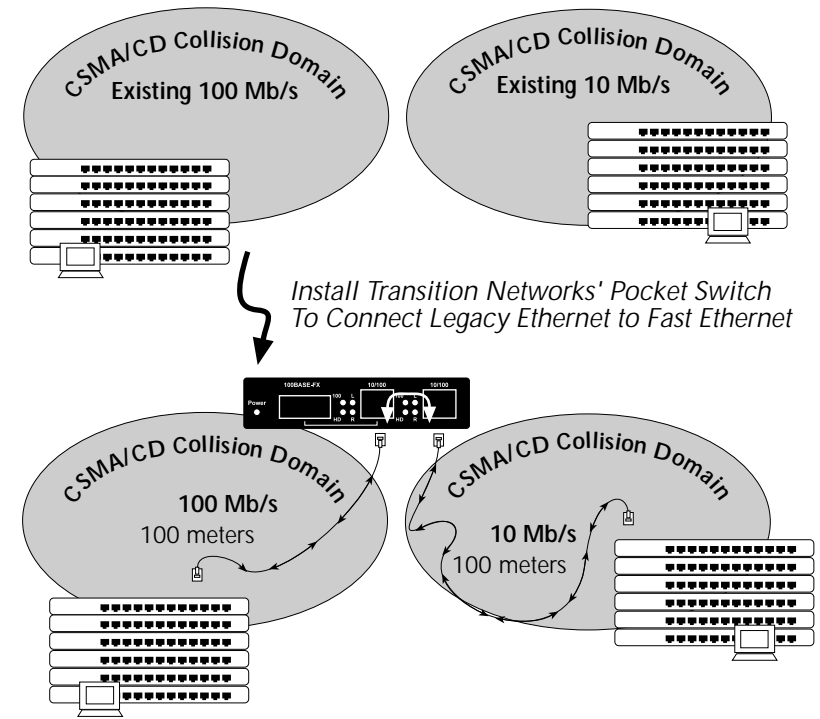 CSMA/CD Collision Domain
Existing 100 Mb/s
CSMA/CD Collision Domain
Existing 10 Mb/s
Install Transition Networks' Pocket Switch
To Connect Legacy Ethernet to Fast Ethernet
100BASE-FX
10/100
10/100
Power
100 L
HD R
100 L
HD R
CSMA/CD Collision Domain
100 Mb/s
100 meters
CSMA/CD Collision Domain
10 Mb/s
100 meters